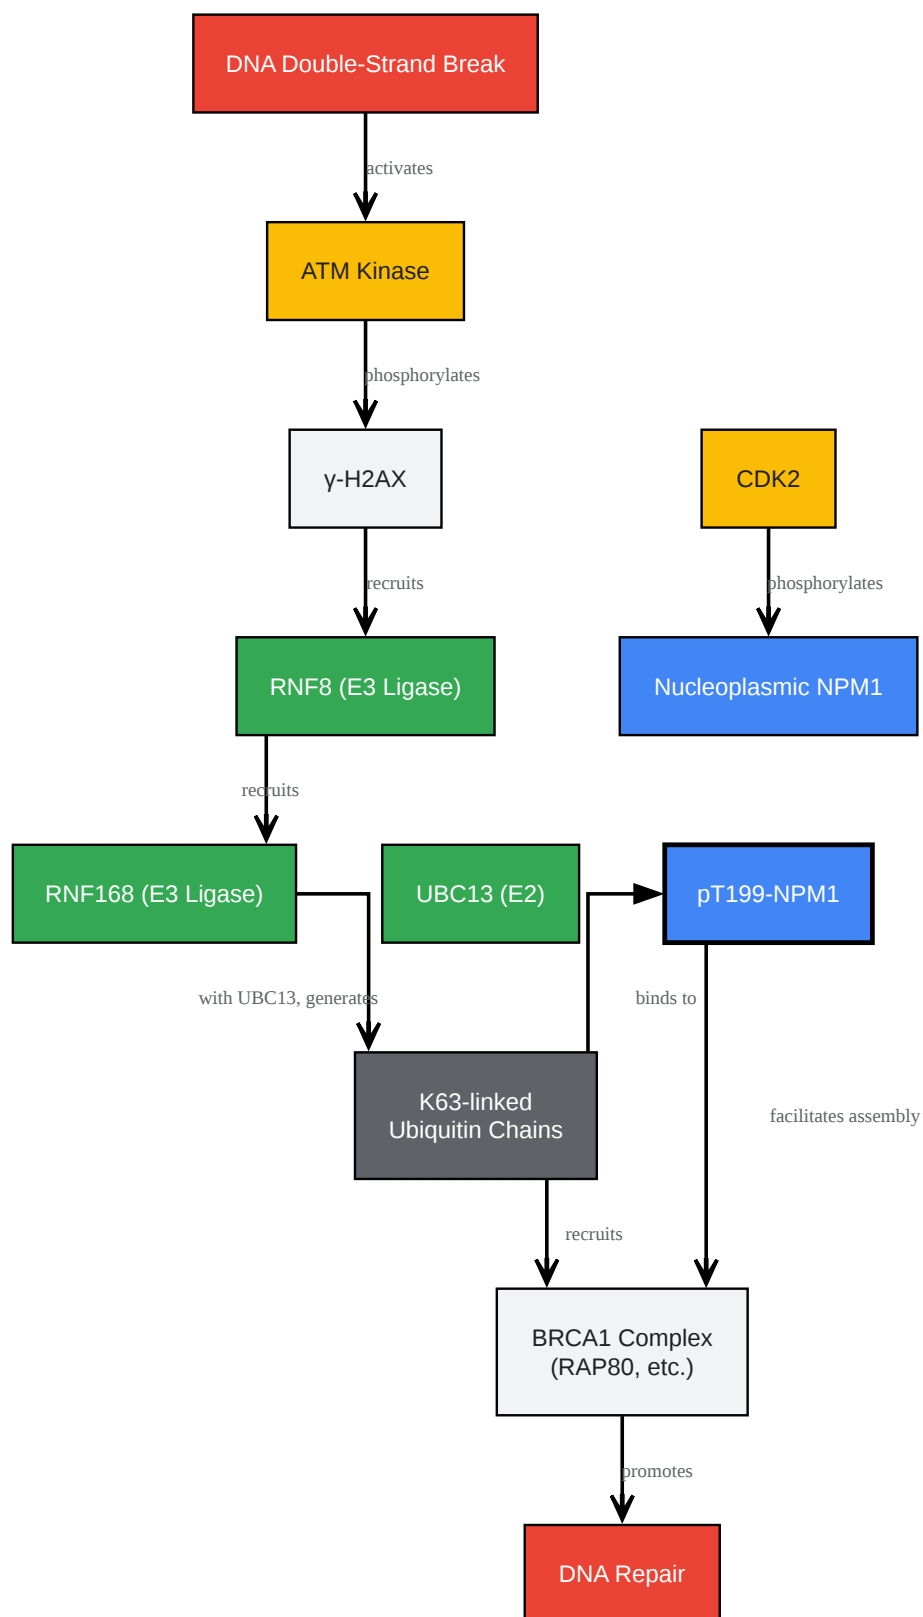 DNA Double-Strand Break
activates
ATM Kinase
phosphorylates
γ-H2AX
CDK2
recruits
phosphorylates
RNF8 (E3 Ligase)
Nucleoplasmic NPM1
recruits
RNF168 (E3 Ligase)
UBC13 (E2)
pT199-NPM1
with UBC13, generates
binds to
K63-linked
Ubiquitin Chains
facilitates assembly
recruits
BRCA1 Complex
(RAP80, etc.)
promotes
DNA Repair